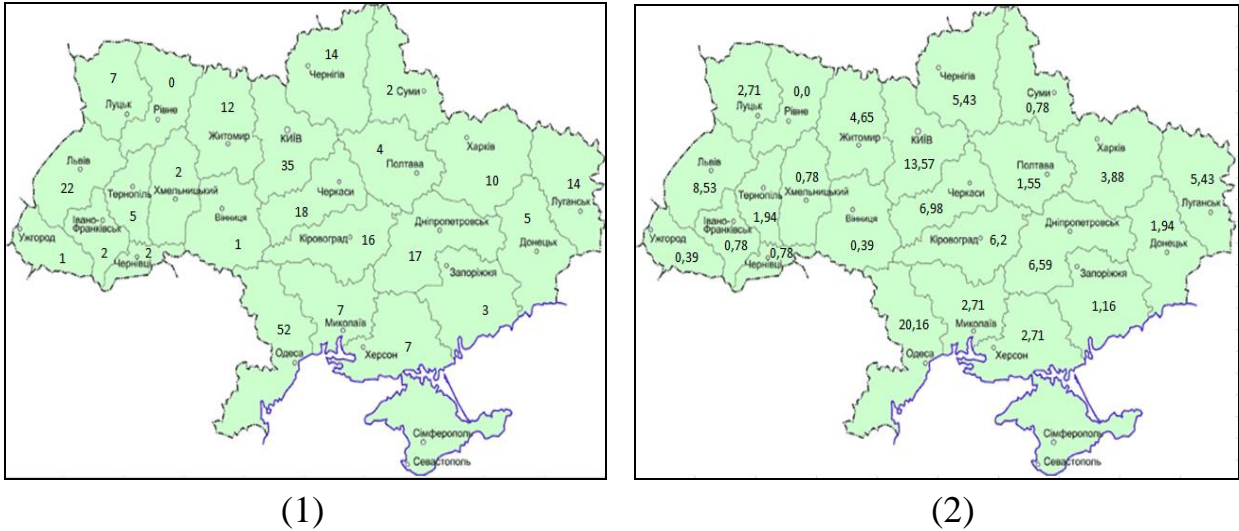 14
Чернігів
7
Луцьк
0
Рівне
12
Житомир
2 Суми
КИЇВ
35
4
Полтава
Харків
10
14
Луганськ
Львів
22
Тернопіль
5
2
Хмельницький
Вінниця
1
Черкаси
18
Івано-
Франківськ
2
Ужгород
1
2
Чернівці
Кіровоград 16
Дніпропетровськ
17
5
Донецьк
Запоріжжя
3
52
Одеса
7
Миколаїв
Херсон
7
Сімферополь
Севастополь
(1)
Чернігів
5,43
2,71
Луцьк
0,0
Рівне
4,65
Житомир
Суми
0,78
КИЇВ
13,57
Полтава
1,55
Харків
3,88
5,43
Луганськ
Львів
8,53
Тернопіль
1,94
0,78
Хмельницький
Вінниця
0,39
Черкаси
6,98
Івано-
Франківськ
0,78
Ужгород
0,39
0,78
Чернівці
Кіровоград 6,2
Дніпропетровськ
6,59
1,94
Донецьк
Запоріжжя
1,16
20,16
Одеса
2,71
Миколаїв
Херсон
2,71
Сімферополь
Севастополь
(2)